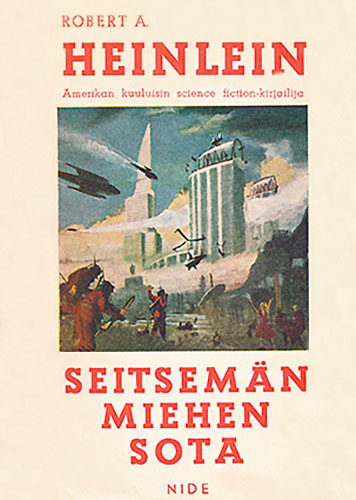 ROBERT A.
HEINLEIN
Amerikan kuuluisin science fiction-kirjailija
SEITSEMÄN
MIEHEN
SOTA
NIDE